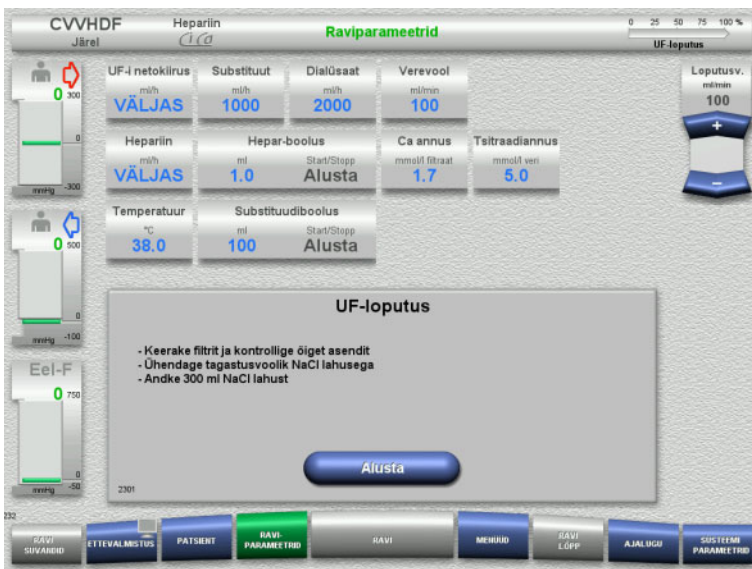 CVVHDF
Järel
Hepariin
Ci Ca
Raviparameetrid
0 25 50 75 100 %
UF-loputus
0 300
0
mmHg -300
UF-i netokiirus
ml/h
VÄLJAS
Substituut
ml/h
1000
Dialüsaat
ml/h
2000
Verevool
ml/min
100
Loputusv.
ml/min
100
+
–
Hepariin
ml/h
VÄLJAS
Hepar-boolus
ml Start/Stopp
1.0 Alusta
Ca annus
mmol/l filtraat
1.7
Tsitraadiannus
mmol/l veri
5.0
0 500
0
mmHg -100
Temperatuur
°C
38.0
Substituudiboolus
ml Start/Stopp
100 Alusta
Eel-F
0 750
0
mmHg -50
UF-loputus
- Keerake filtrit ja kontrollige õiget asendit
- Ühendage tagastusvoolik NaCl lahusega
- Andke 300 ml NaCl lahust
Alusta
2301
232
RAVI
SUVANDID
ETTEVALMISTUS
PATSIENT
RAVI-
PARAMEETRID
RAVI
MENÜÜD
RAVI
LÕPP
AJALUGU
SÜSTEEMI
PARAMEETRID